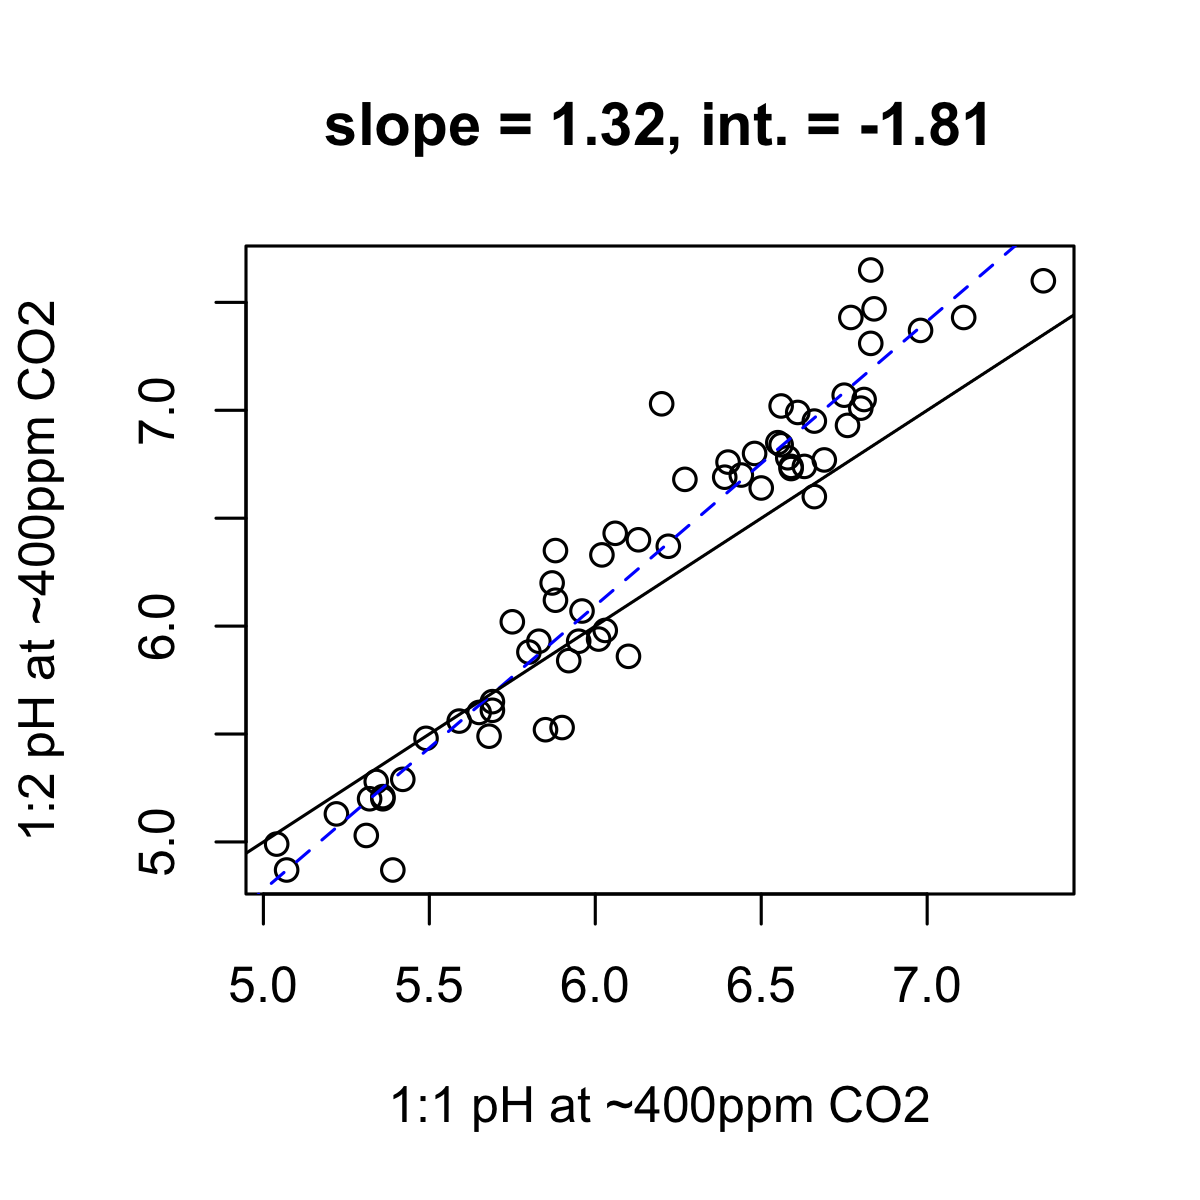 slope = 1.32, int. = -1.81
1:2 pH at ~400ppm CO2
7.0
6.0
5.0
5.0 5.5 6.0 6.5 7.0
1:1 pH at ~400ppm CO2